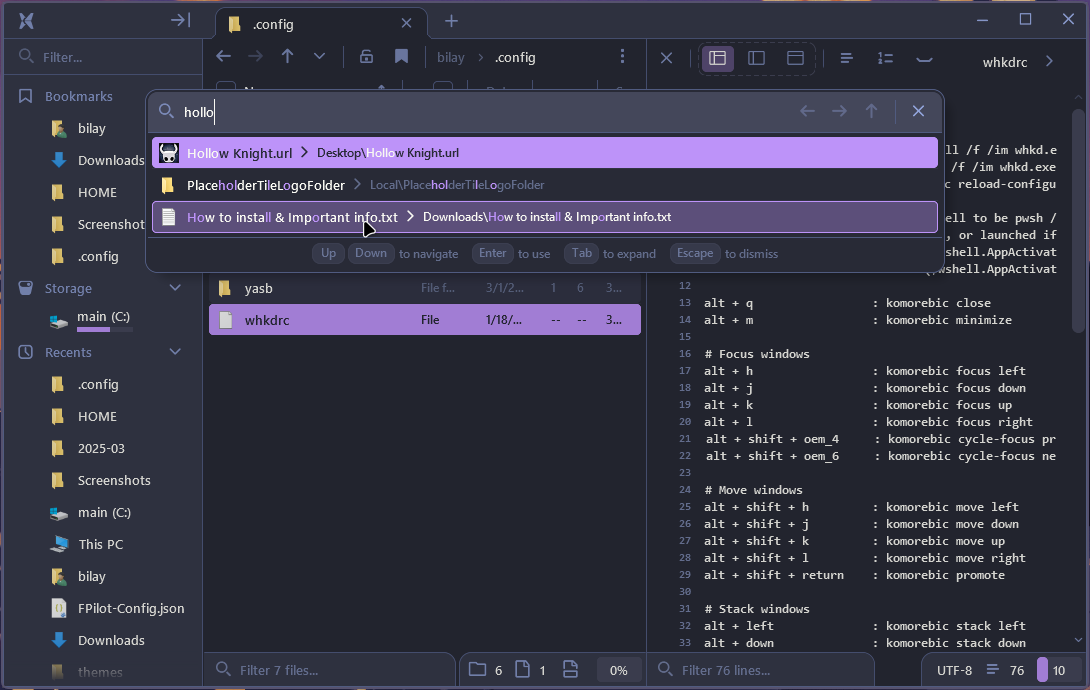 .config
Filter...
bilay
.config
whkdrc
Bookmarks
bilay
Downloads
HOME
Screenshot
.config
Storage
main (C:)
Recents
.config
HOME
2025-03
Screenshots
main (C:)
This PC
bilay
FPilot-Config.json
Downloads
themes
hollo
Hollow Knight.url
Desktop\Hollow Knight.url
PlaceholderTileLogoFolder
Local\PlaceholderTileLogoFolder
How to install & Important info.txt
Downloads\How to install & Important info.txt
Up Down to navigate Enter to use Tab to expand Escape to dismiss
yasb File f... 3/1/2... 1 6 3...
whkdrc File 1/18/... -- -- 3...
ll /f /im whkd.e
/f /im whkd.exe
c reload-configu
ell to be pwsh /
, or launched if
shell.AppActivat
pwshell.AppActivat
12
13 alt + q : komorebic close
14 alt + m : komorebic minimize
15
16 # Focus windows
17 alt + h : komorebic focus left
18 alt + j : komorebic focus down
19 alt + k : komorebic focus up
20 alt + l : komorebic focus right
21 alt + shift + oem_4 : komorebic cycle-focus pr
22 alt + shift + oem_6 : komorebic cycle-focus ne
23
24 # Move windows
25 alt + shift + h : komorebic move left
26 alt + shift + j : komorebic move down
27 alt + shift + k : komorebic move up
28 alt + shift + l : komorebic move right
29 alt + shift + return : komorebic promote
30
31 # Stack windows
32 alt + left : komorebic stack left
33 alt + down : komorebic stack down
Filter 7 files...
6 1 0%
Filter 76 lines...
UTF-8 76 10